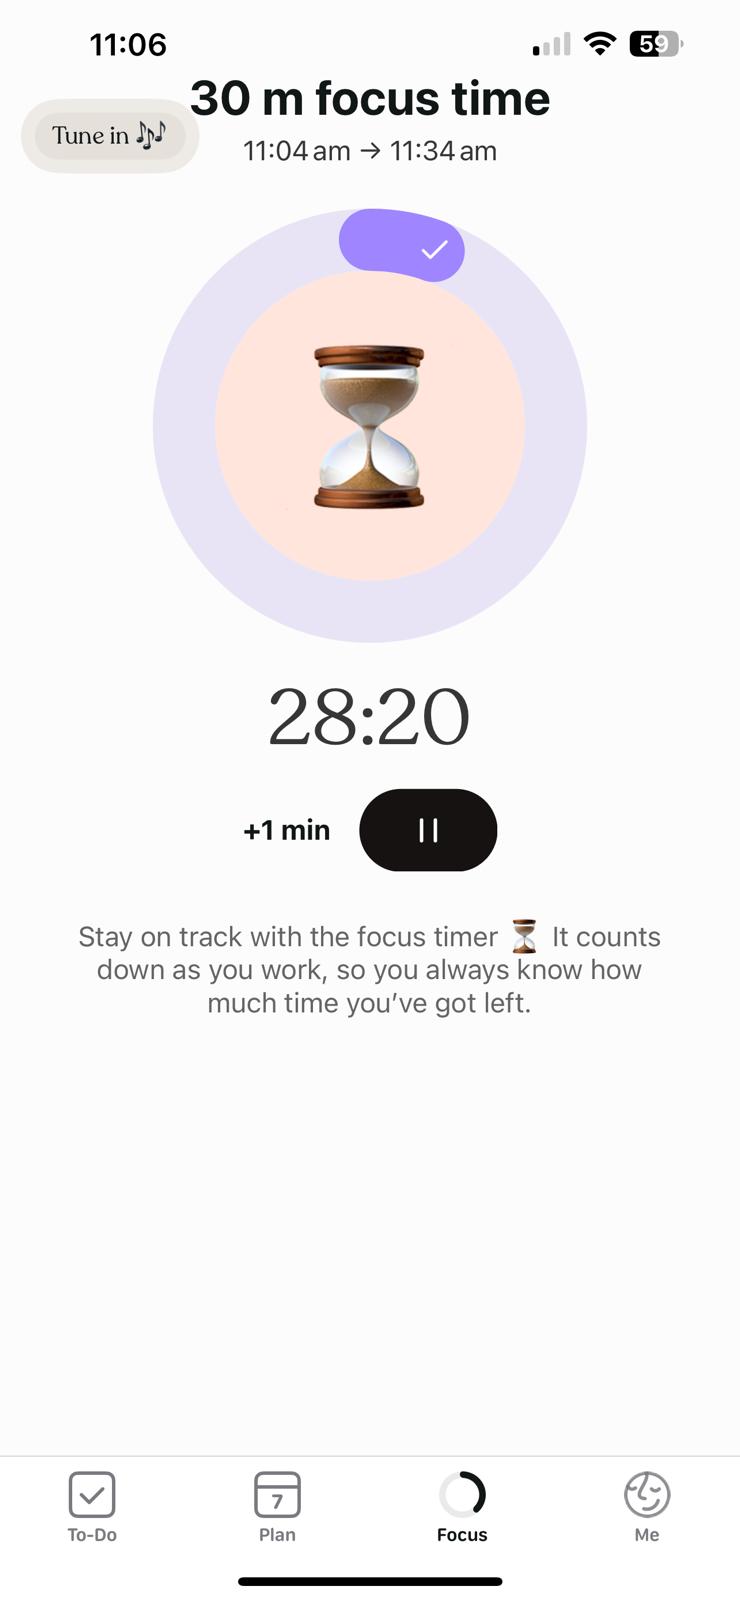 11:06
59
30 m focus time
Tune in 🎶
11:04 am → 11:34 am
28:20
+1 min
Stay on track with the focus timer ⏳ It counts
down as you work, so you always know how
much time you’ve got left.
7
To-Do
Plan
Focus
Me